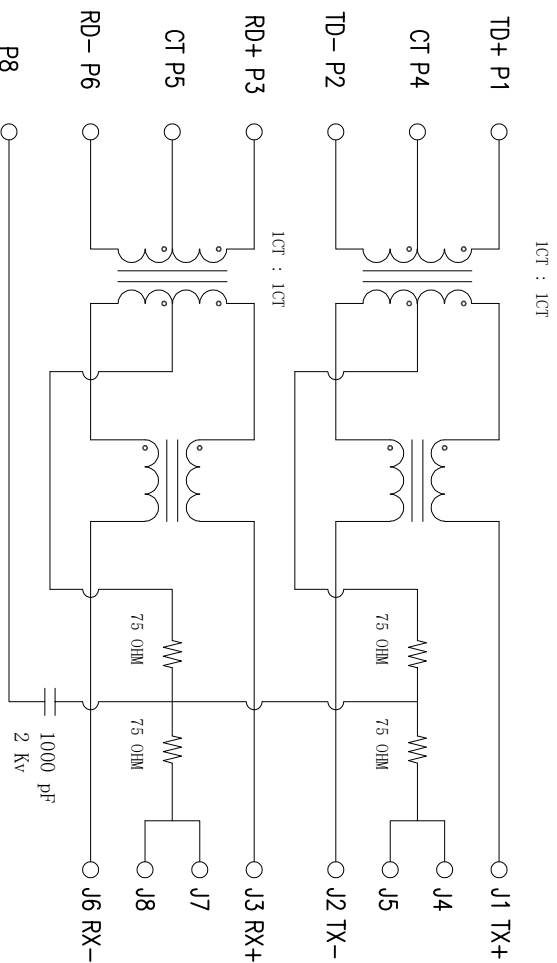 1CT : 1CT
TD+ P1
CT P4
TD- P2
1CT : 1CT
RD+ P3
CT P5
RD- P6
P8
75 OHM
75 OHM
75 OHM
75 OHM
1000 pF
2 Kv
J1 TX+
J4
J5
J2 TX-
J3 RX+
J7
J8
J6 RX-